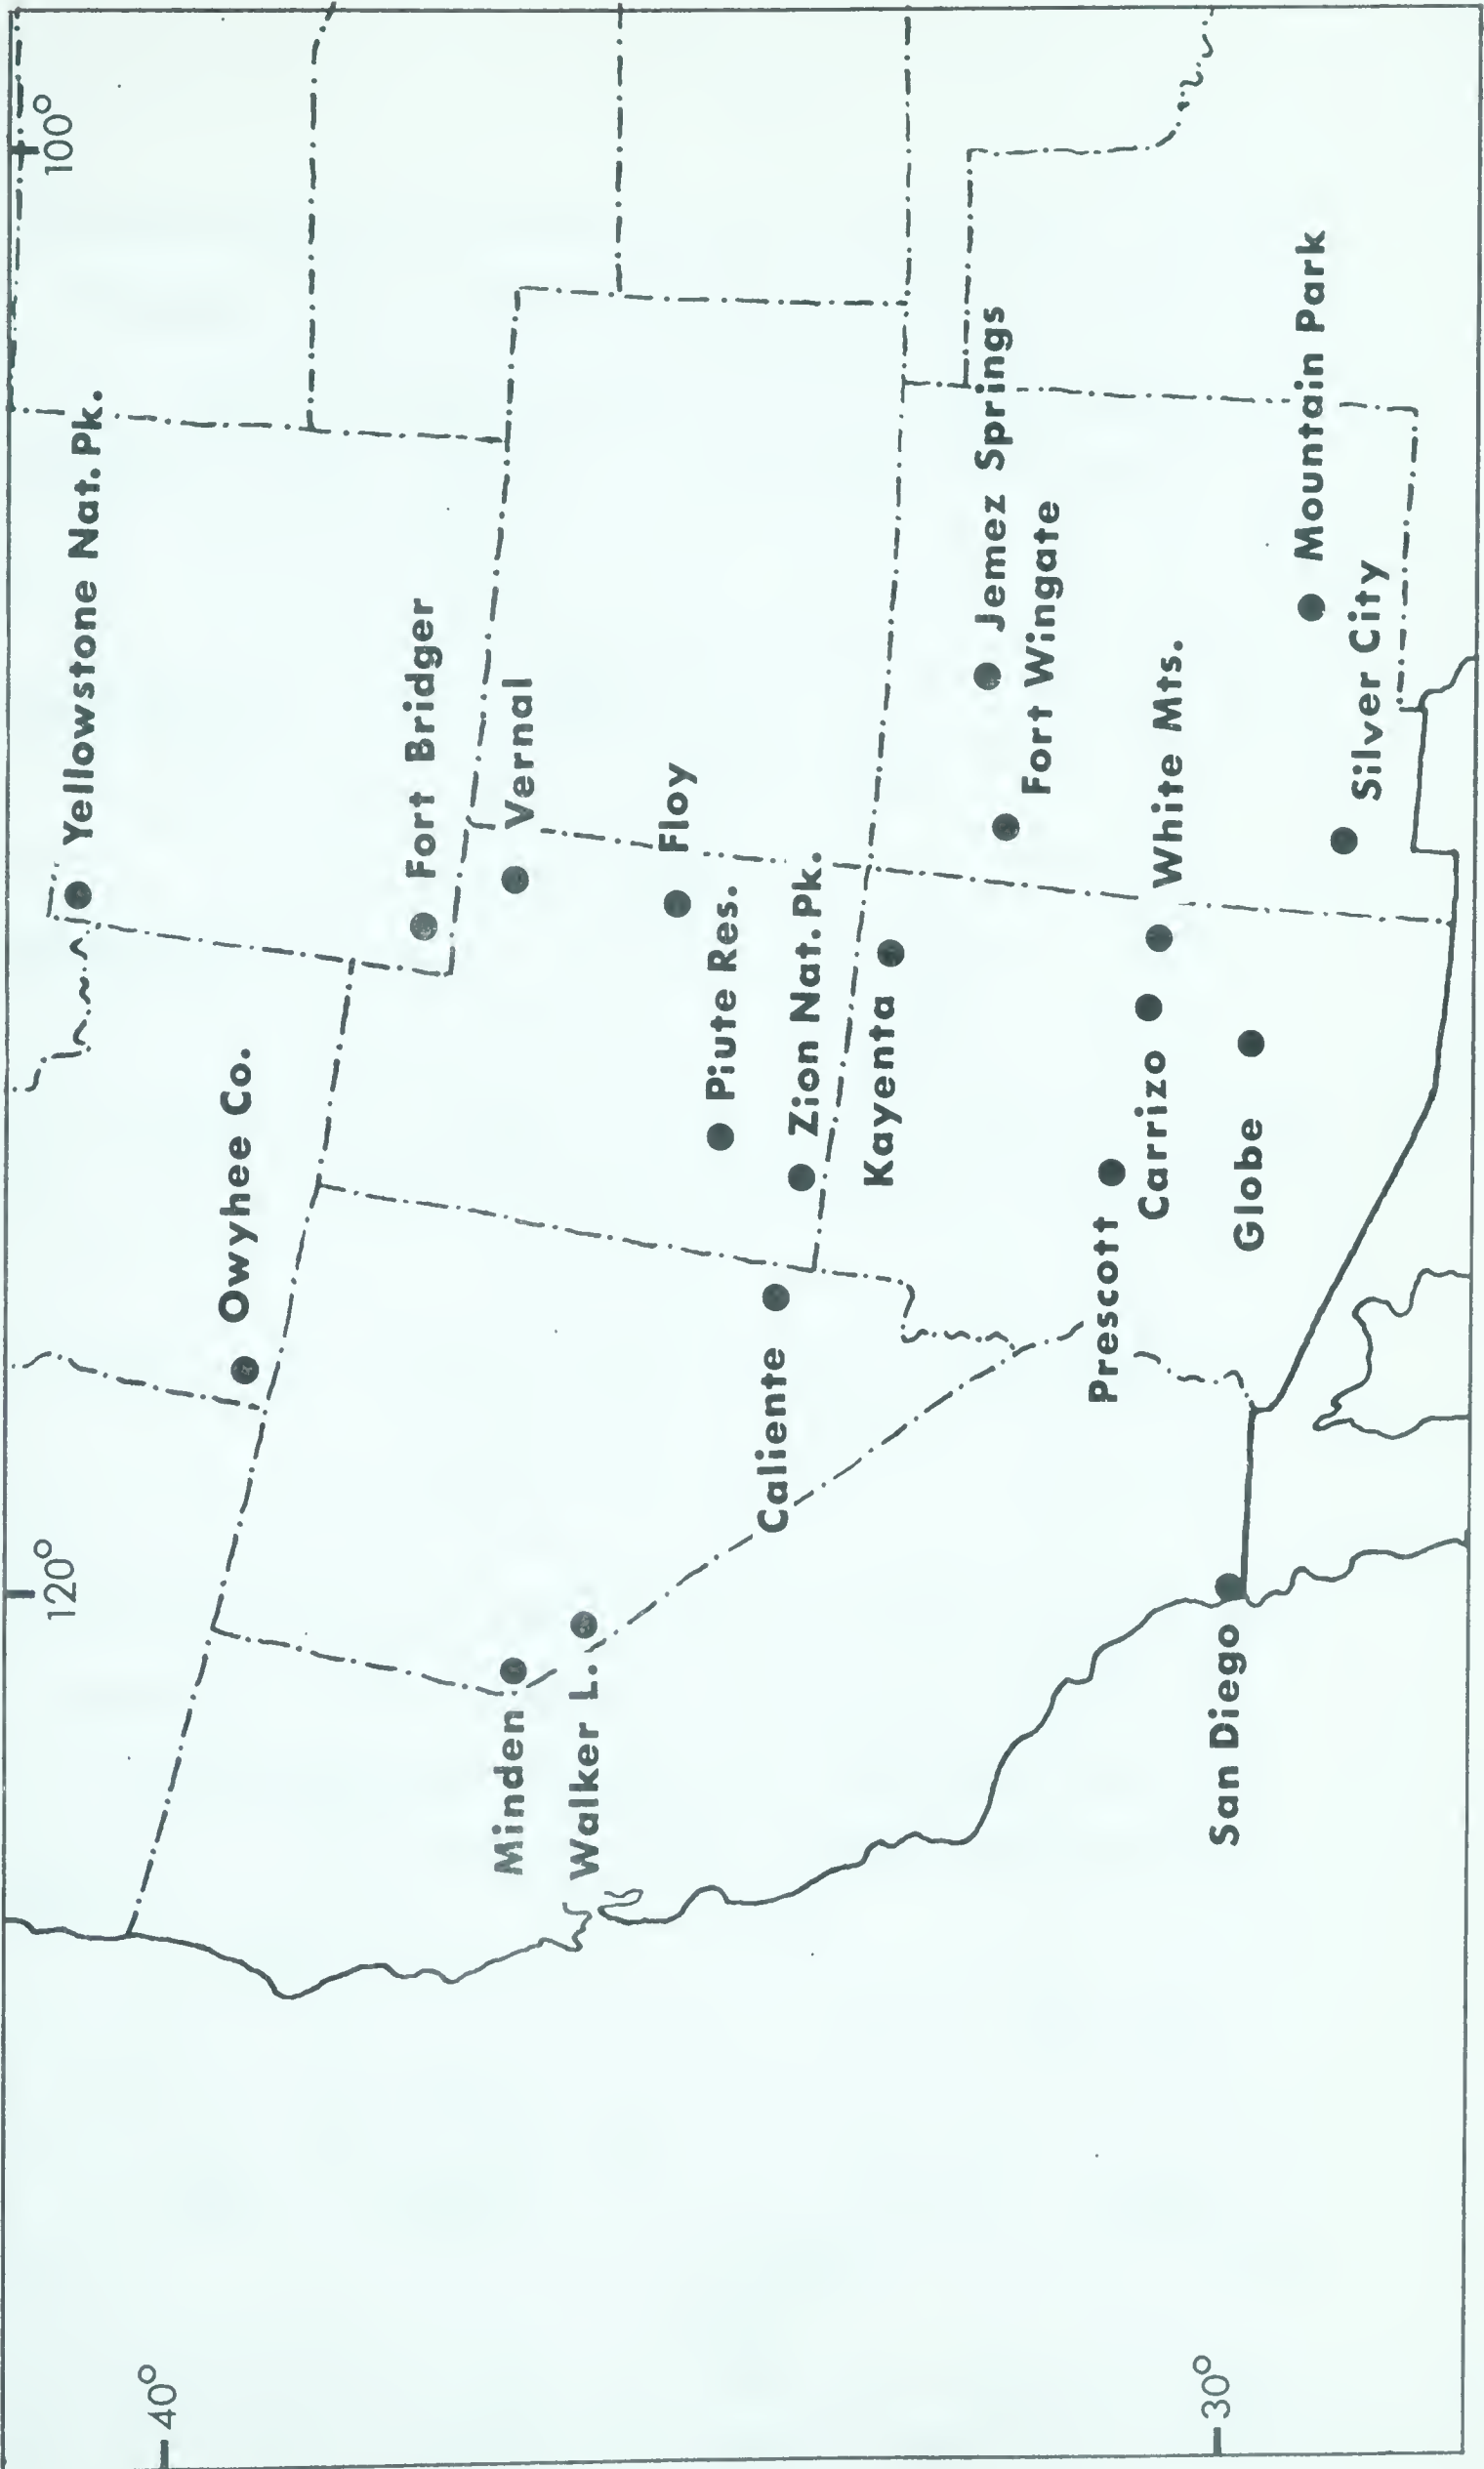 100°
120°
40°
30°
Yellowstone Nat. Pk.
Owyhee Co.
Fort Bridger
Vernal
Minden
Walker L.
Floy
Piute Res.
Caliente
Zion Nat. Pk.
Kayenta
Jemez Springs
Fort Wingate
Prescott
Carrizo
White Mts.
San Diego
Globe
Mountain Park
Silver City